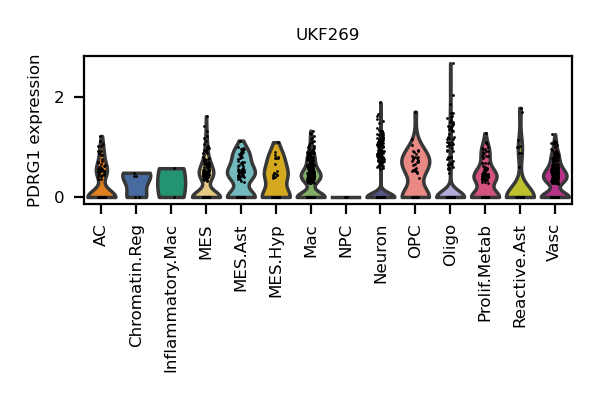 UKF269
PDRG1 expression
2
0
AC
Chromatin.Reg
Inflammatory.Mac
MES
MES.Ast
MES.Hyp
Mac
NPC
Neuron
OPC
Oligo
Prolif.Metab
Reactive.Ast
Vasc